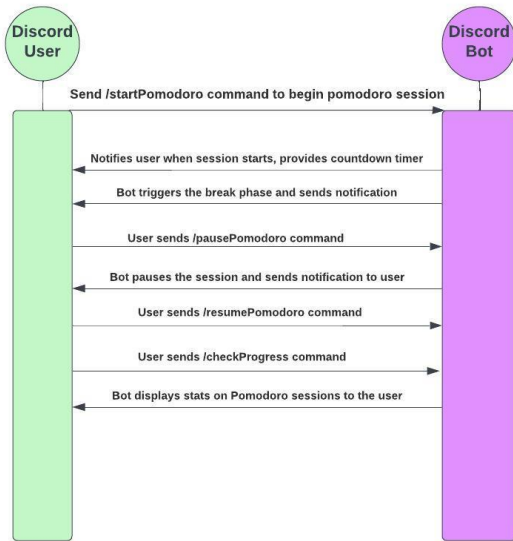 Discord
User
Discord
Bot
Send /startPomodoro command to begin pomodoro session
Notifies user when session starts, provides countdown timer
Bot triggers the break phase and sends notification
User sends /pausePomodoro command
Bot pauses the session and sends notification to user
User sends /resumePomodoro command
User sends /checkProgress command
Bot displays stats on Pomodoro sessions to the user